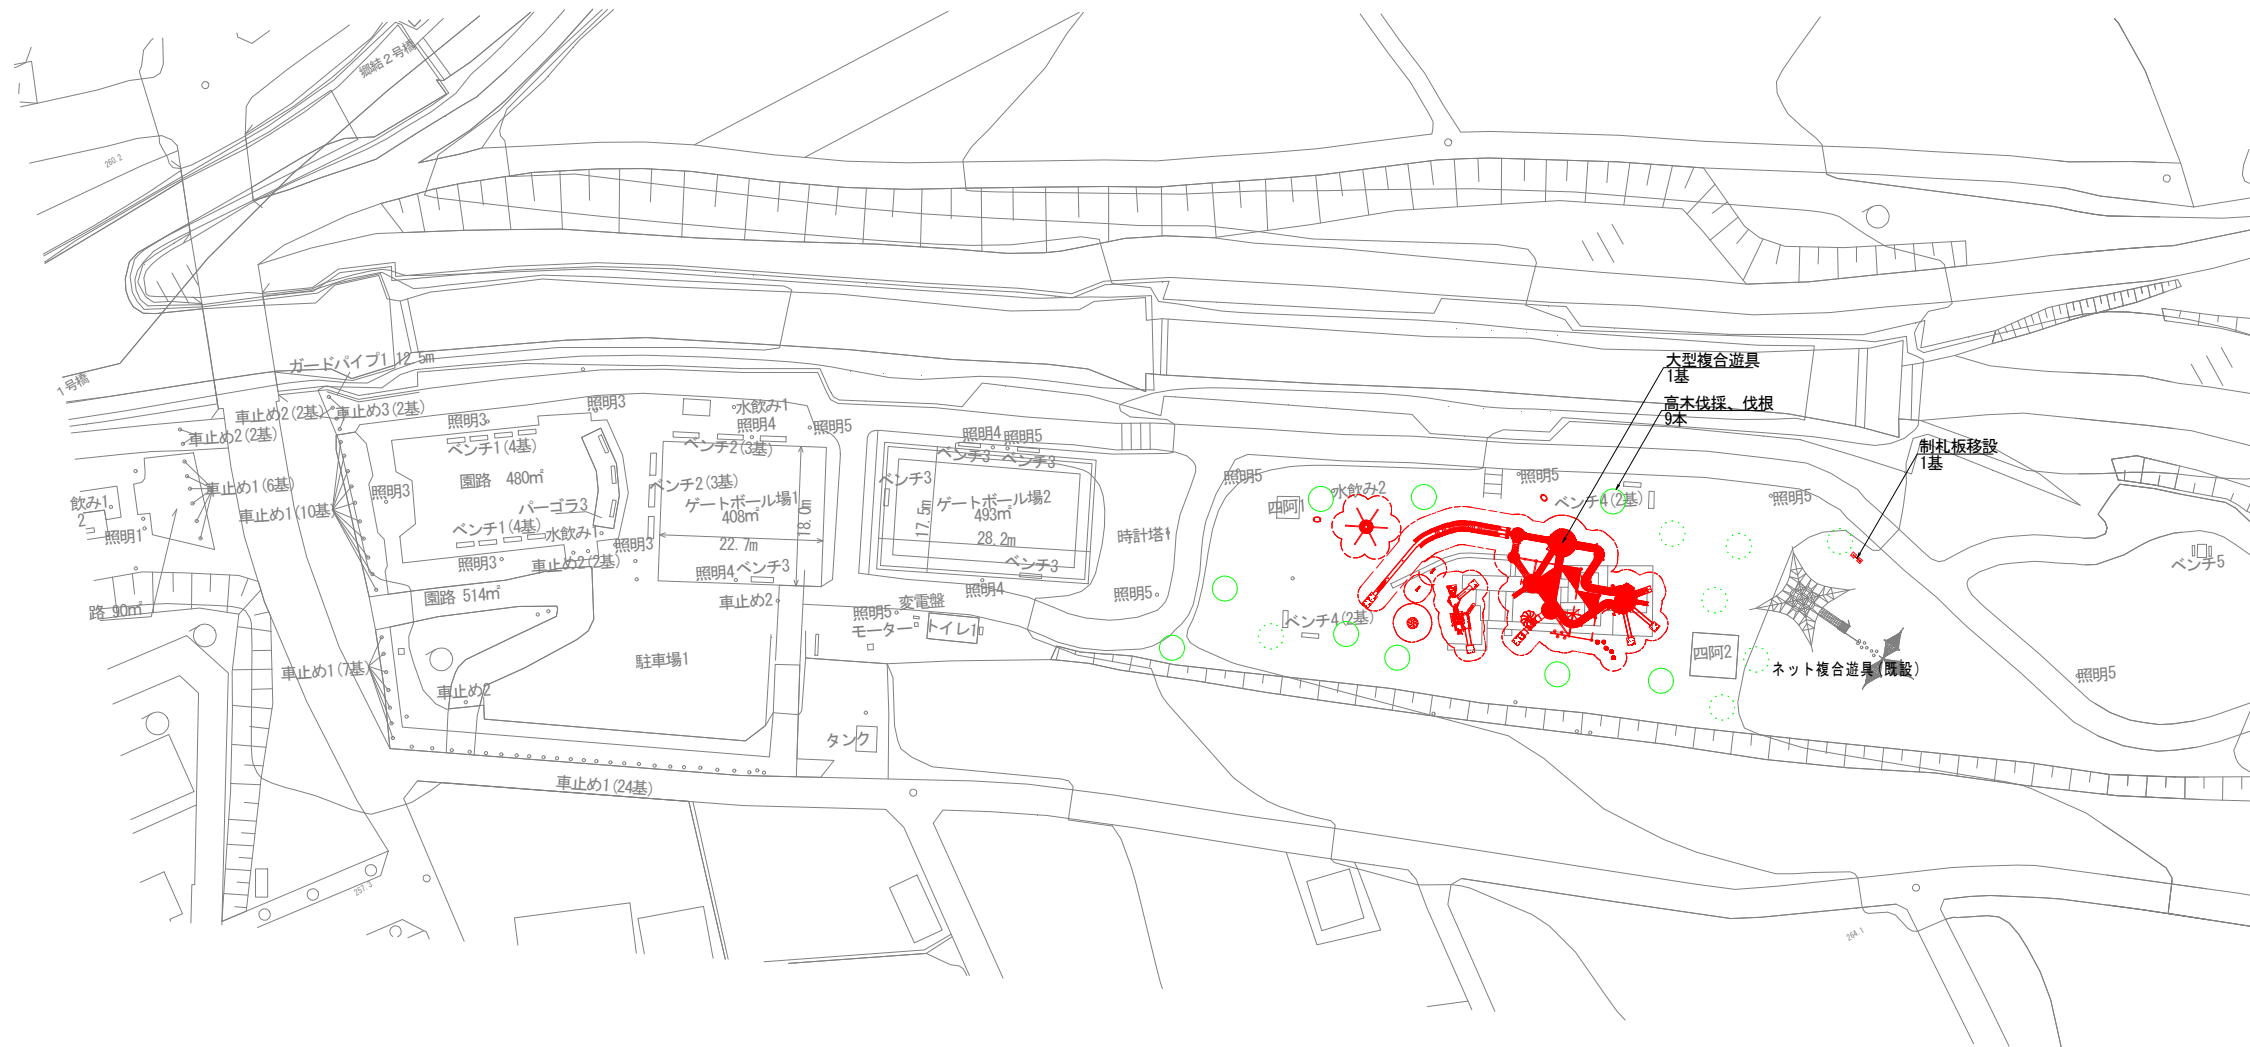 郷結２号橋
260.2
1号橋
ガードパイプ1 12.5m
車止め2(2基)
車止め3(2基)
車止め2(2基)
照明3
照明3
水飲み1
照明4
照明5
ベンチ1(4基)
園路 480㎡
ベンチ2(3基)
ベンチ2(3基)
ゲートボール場1
408㎡
22.7m
18.0m
車止め1(6基)
車止め1(10基)
照明3
パーゴラ3
ベンチ1(4基)
水飲み1
照明3
照明3
車止め2(2基)
飲み1
2
照明1
路 90㎡
園路 514㎡
照明4
ベンチ3
車止め2
照明4
照明5
ベンチ3
ベンチ3
ベンチ3
ゲートボール場2
493㎡
17.5m
28.2m
ベンチ3
照明4
時計塔1
照明5
照明5
変電盤
モーター
トイレ1
駐車場1
車止め1(7基)
車止め2
タンク
車止め1(24基)
257.3
大型複合遊具
1基
高木伐採、伐根
9本
制札板移設
1基
照明5
四阿1
水飲み2
照明5
ベンチ4(2基)
照明5
ベンチ4(2基)
四阿2
ネット複合遊具(既設)
ベンチ5
照明5
264.1